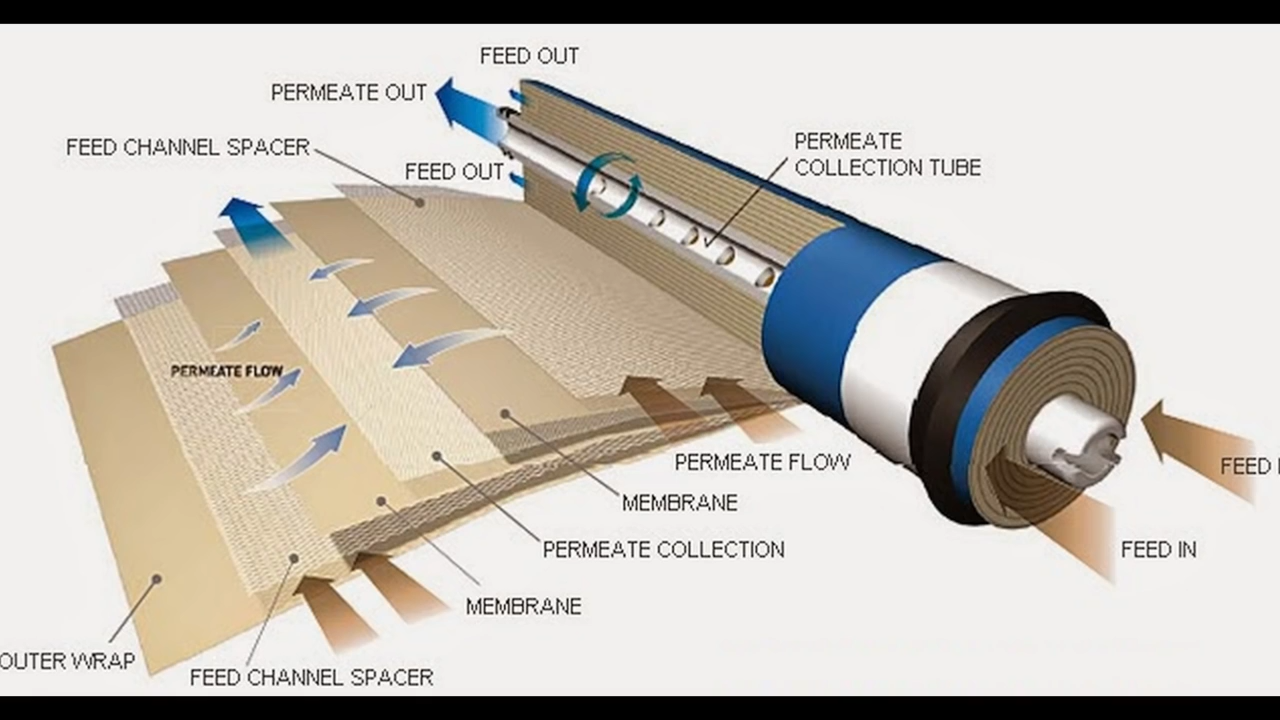 FEED OUT
PERMEATE OUT
FEED CHANNEL SPACER
FEED OUT
PERMEATE
COLLECTION TUBE
PERMEATE FLOW
PERMEATE FLOW
FEED I
MEMBRANE
PERMEATE COLLECTION
FEED IN
MEMBRANE
OUTER WRAP
FEED CHANNEL SPACER